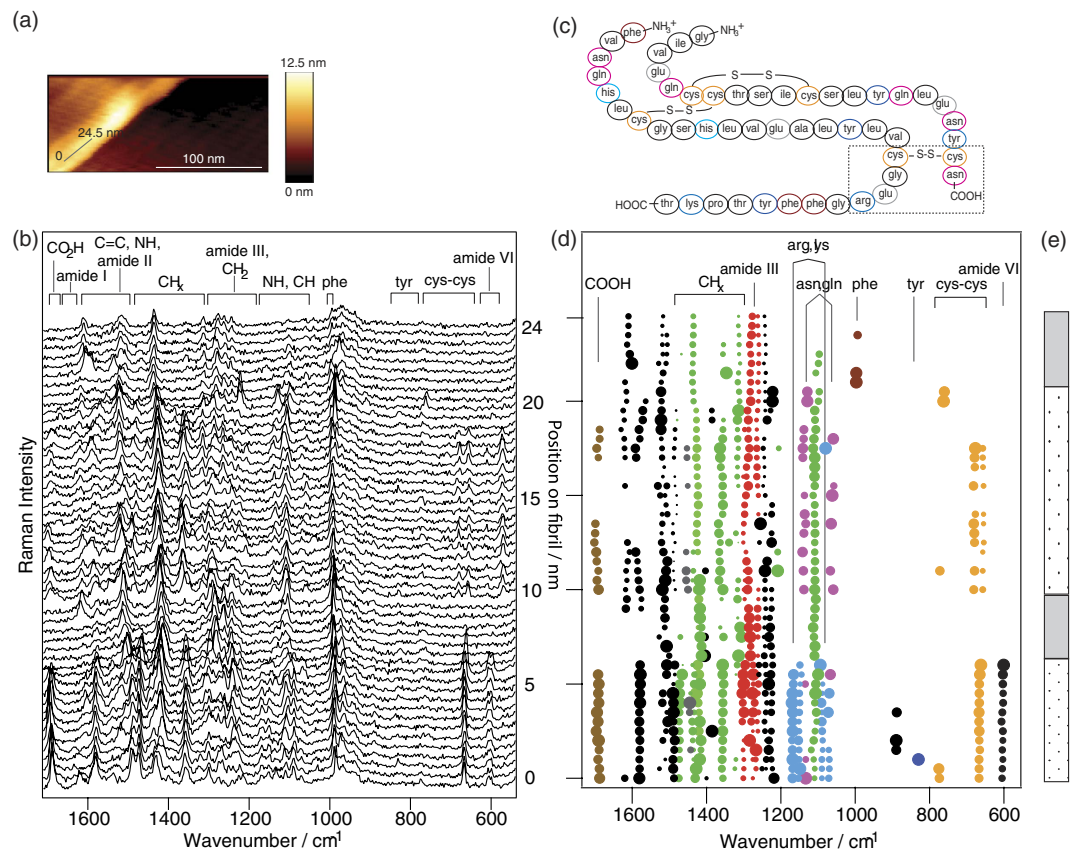 (a)
12.5 nm
0 nm
24.5 nm
0
100 nm
(c)
val phe NH3+
ile gly NH3+
asn val
gln glu
his gln cys cys thr ser ile cys ser leu tyr gln leu
S S
leu glu
cys S S asn
gly ser his leu val glu ala leu tyr leu val tyr
cys S-S cys
gly asn
glu COOH
HOOC thr lys pro thr tyr phe phe gly arg
(b)
CO2H
amide I
C=C, NH,
amide II
CHx
amide III,
CH2
NH, CH
phe
tyr
cys-cys
amide VI
Raman Intensity
24
20
15
10
5
0
Position on fibril / nm
1600 1400 1200 1000 800 600
Wavenumber / cm-1
(d)
COOH
CHx
amide III
arg,lys
asn,gln
phe
tyr
cys-cys
amide VI
1600 1400 1200 1000 800 600
Wavenumber / cm-1
(e)